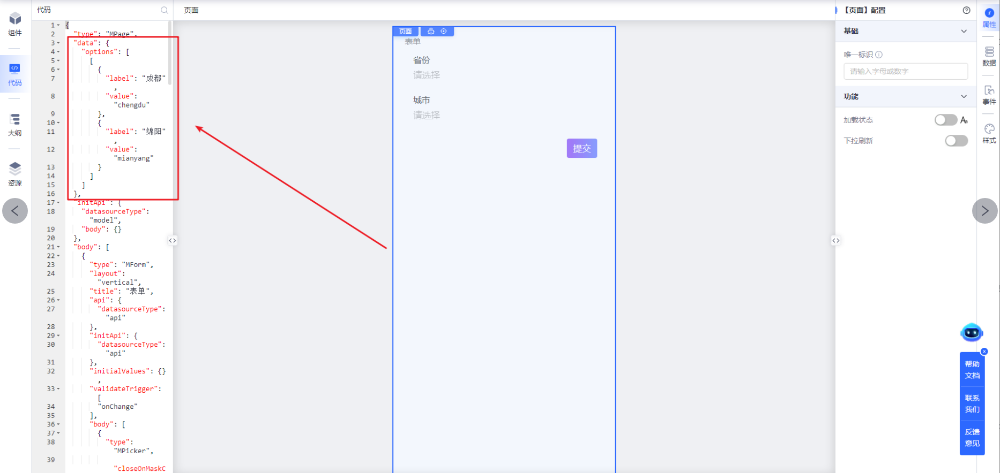 代码
页面
【页面】配置
组件
代码
大纲
资源
1
{
2
"type": "MPage",
3
"data": {
4
"options": [
5
[
6
{
7
"label": "成都"
,
8
"value":
"chengdu"
9
},
10
{
11
"label": "绵阳"
,
12
"value":
"mianyang"
13
}
14
]
15
]
16
},
17
"initApi": {
18
"datasourceType":
"model",
19
"body": {}
20
},
21
"body": [
22
{
23
"type": "MForm",
24
"layout":
"vertical",
25
"title": "表单",
26
"api": {
27
"datasourceType":
"api"
28
},
29
"initApi": {
30
"datasourceType":
"api"
31
},
32
"initialValues": {}
,
33
"validateTrigger":
[
34
"onChange"
35
],
36
"body": [
37
{
38
"type":
"MPicker",
39
"closeOnMaskC
页面
表单
省份
请选择
城市
请选择
提交
基础
唯一标识
请输入字母或数字
功能
加载状态
下拉刷新
属性
数据
事件
样式
帮助
文档
联系
我们
反馈
意见